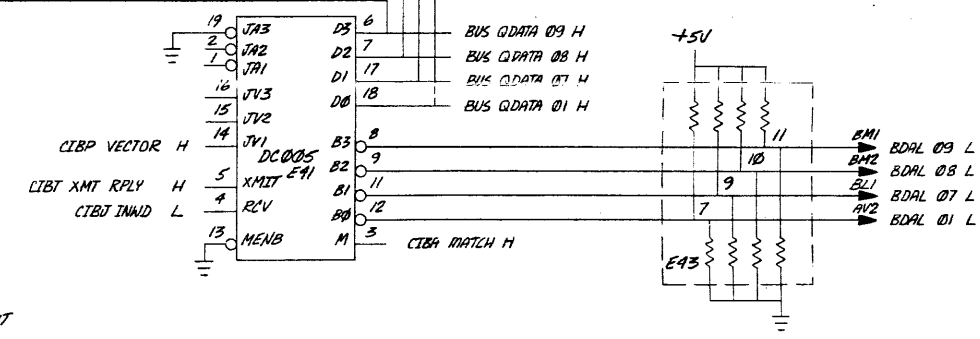 19 JA3 D3 6 BUS QDATA 09 H
+5V
2 JA2 D2 7 BUS QDATA 08 H
1 JA1 D1 17 BUS QDATA 07 H
16 JV3 D0 18 BUS QDATA 01 H
15 JV2
CIBP VECTOR H 14 JV1 B3 8 11 BM1 BDAL 09 L
DC005 E41 B2 9 10 BM2 BDAL 08 L
CIBT XMT RPLY H 5 XMIT B1 11 9 BL1 BDAL 07 L
CIBJ INWD L 4 RCV B0 12 7 AV2 BDAL 01 L
13 MENB M 3 CIBA MATCH H
E43